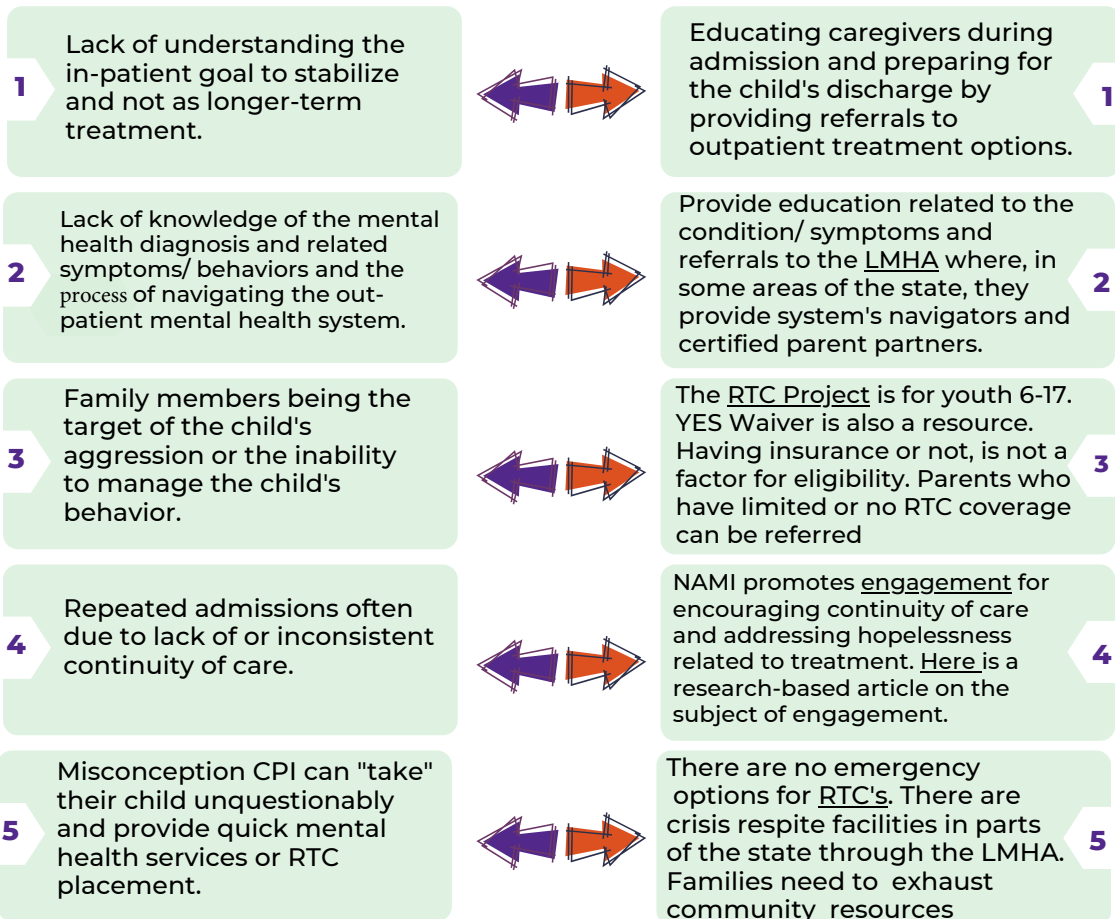 1
Lack of understanding the
in-patient goal to stabilize
and not as longer-term
treatment.
Educating caregivers during
admission and preparing for
the child's discharge by
providing referrals to
outpatient treatment options.
1
2
Lack of knowledge of the mental
health diagnosis and related
symptoms/ behaviors and the
process of navigating the out-
patient mental health system.
Provide education related to the
condition/ symptoms and
referrals to the LMHA where, in
some areas of the state, they
provide system's navigators and
certified parent partners.
2
3
Family members being the
target of the child's
aggression or the inability
to manage the child's
behavior.
The RTC Project is for youth 6-17.
YES Waiver is also a resource.
Having insurance or not, is not a
factor for eligibility. Parents who
have limited or no RTC coverage
can be referred
3
4
Repeated admissions often
due to lack of or inconsistent
continuity of care.
NAMI promotes engagement for
encouraging continuity of care
and addressing hopelessness
related to treatment. Here is a
research-based article on the
subject of engagement.
4
5
Misconception CPI can "take"
their child unquestionably
and provide quick mental
health services or RTC
placement.
There are no emergency
options for RTC's. There are
crisis respite facilities in parts
of the state through the LMHA.
Families need to exhaust
community resources
5